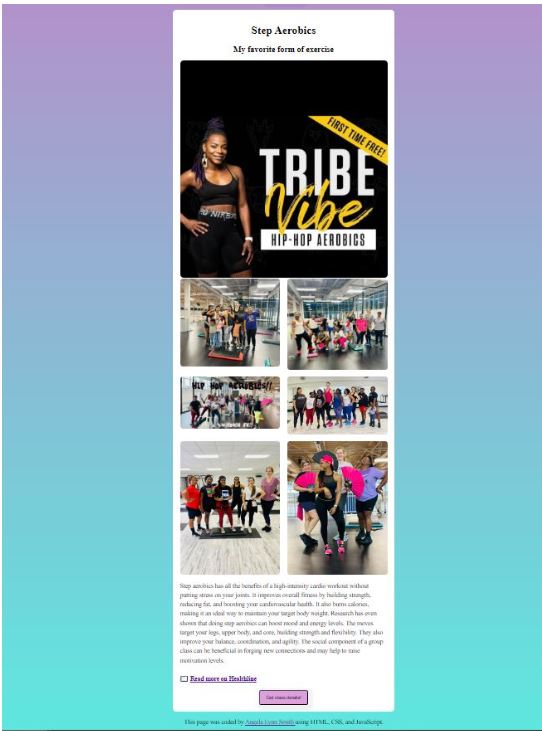 Step Aerobics
My favorite form of exercise
FIRST TIME FREE!
TRIBE
Vibe
HIP-HOP AEROBICS
HIP HOP AEROBICS!!
Step aerobics has all the benefits of a high-intensity cardio workout without
putting stress on your joints. It improves overall fitness by building strength,
reducing fat, and boosting your cardiovascular health. It also burns calories,
making it an ideal way to maintain your target body weight. Research has even
shown that doing step aerobics can boost mood and energy levels. The moves
target your legs, upper body, and core, building strength and flexibility. They also
improve your balance, coordination, and agility. The social component of a group
class can be beneficial in forging new connections and may help to raise
motivation levels.
Read more on Healthline
Get class details!
This page was coded by Angela Lynn South using HTML, CSS, and JavaScript.